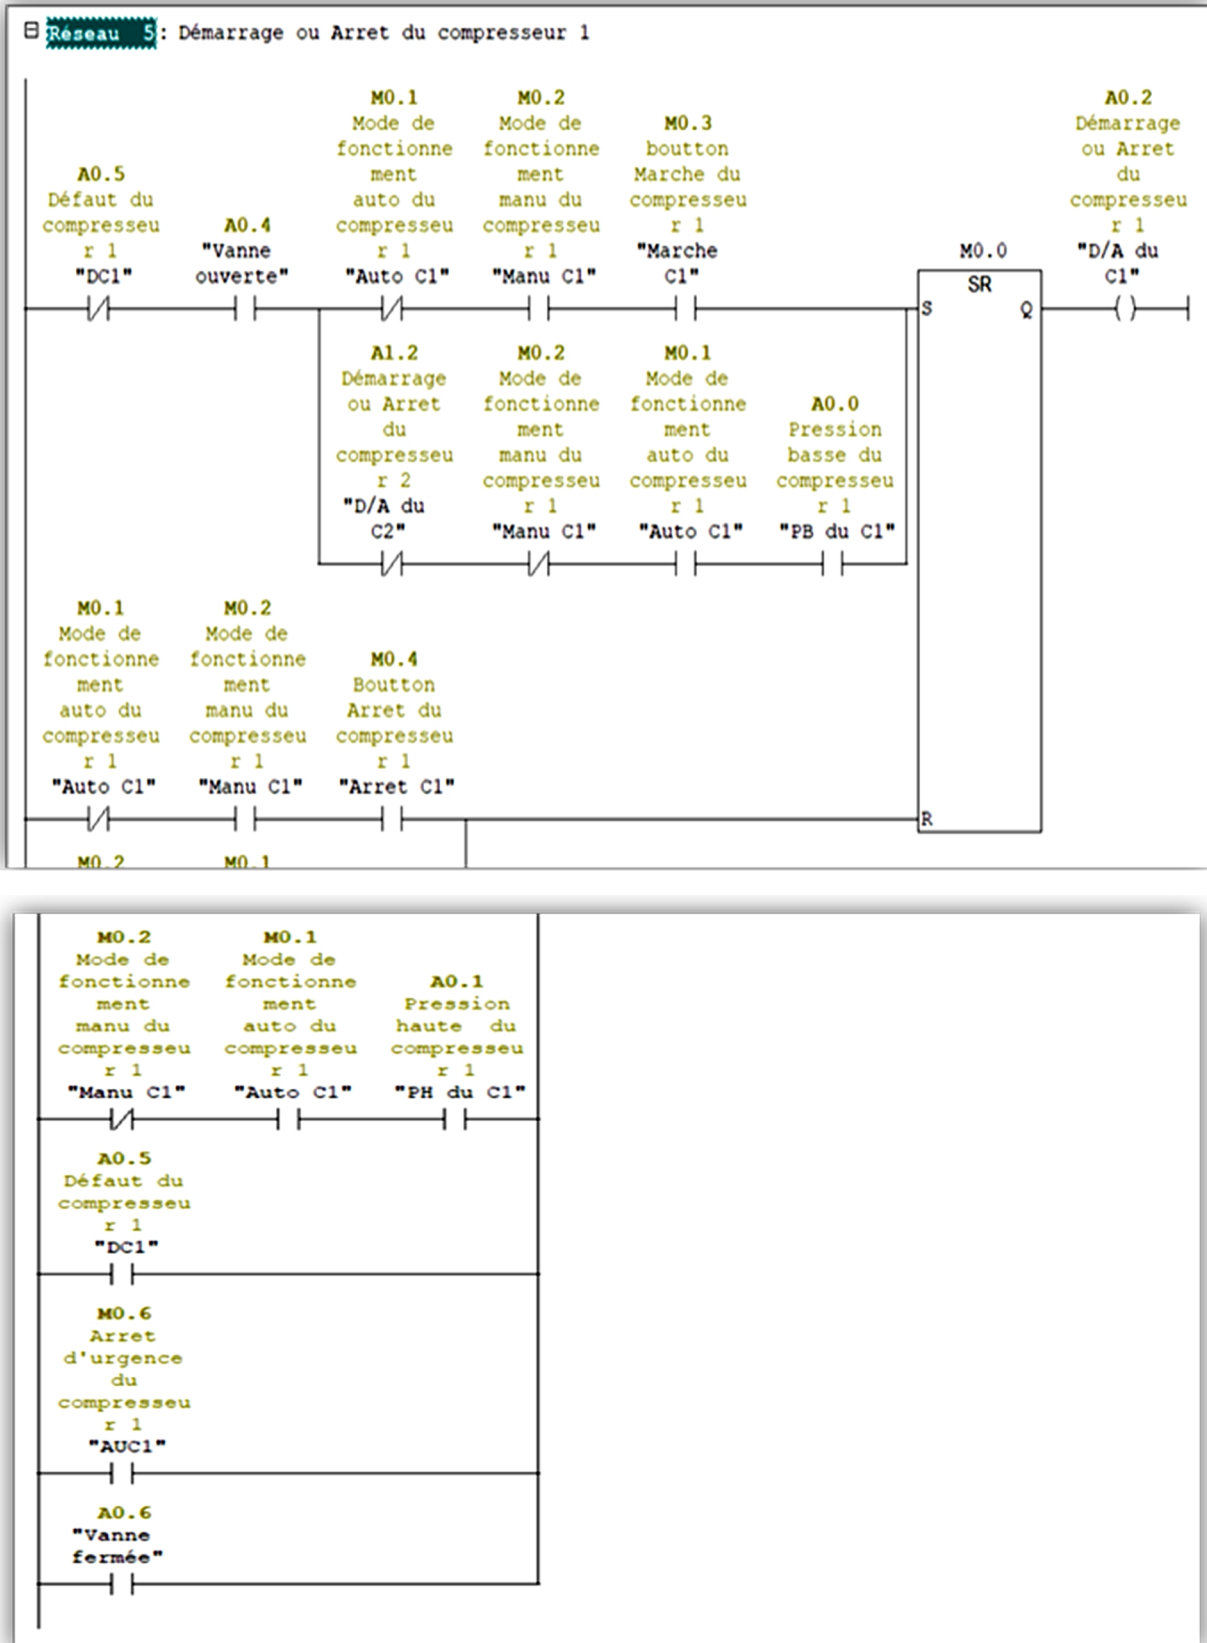 Réseau 5: Démarrage ou Arret du compresseur 1
A0.5
Défaut du
compresseu
r 1
"DC1"
A0.4
"Vanne
ouverte"
M0.1
Mode de
fonctionne
ment
auto du
compresseu
r 1
"Auto C1"
M0.2
Mode de
fonctionne
ment
manu du
compresseu
r 1
"Manu C1"
M0.3
boutton
Marche du
compresseu
r 1
"Marche
C1"
M0.0
SR
S
Q
R
A0.2
Démarrage
ou Arret
du
compresseu
r 1
"D/A du
C1"
A1.2
Démarrage
ou Arret
du
compresseu
r 2
"D/A du
C2"
M0.2
Mode de
fonctionne
ment
manu du
compresseu
r 1
"Manu C1"
M0.1
Mode de
fonctionne
ment
auto du
compresseu
r 1
"Auto C1"
A0.0
Pression
basse du
compresseu
r 1
"PB du C1"
M0.1
Mode de
fonctionne
ment
auto du
compresseu
r 1
"Auto C1"
M0.2
Mode de
fonctionne
ment
manu du
compresseu
r 1
"Manu C1"
M0.4
Boutton
Arret du
compresseu
r 1
"Arret C1"
M0.2
M0.1
M0.2
Mode de
fonctionne
ment
manu du
compresseu
r 1
"Manu C1"
M0.1
Mode de
fonctionne
ment
auto du
compresseu
r 1
"Auto C1"
A0.1
Pression
haute du
compresseu
r 1
"PH du C1"
A0.5
Défaut du
compresseu
r 1
"DC1"
M0.6
Arret
d'urgence
du
compresseu
r 1
"AUC1"
A0.6
"Vanne
fermée"